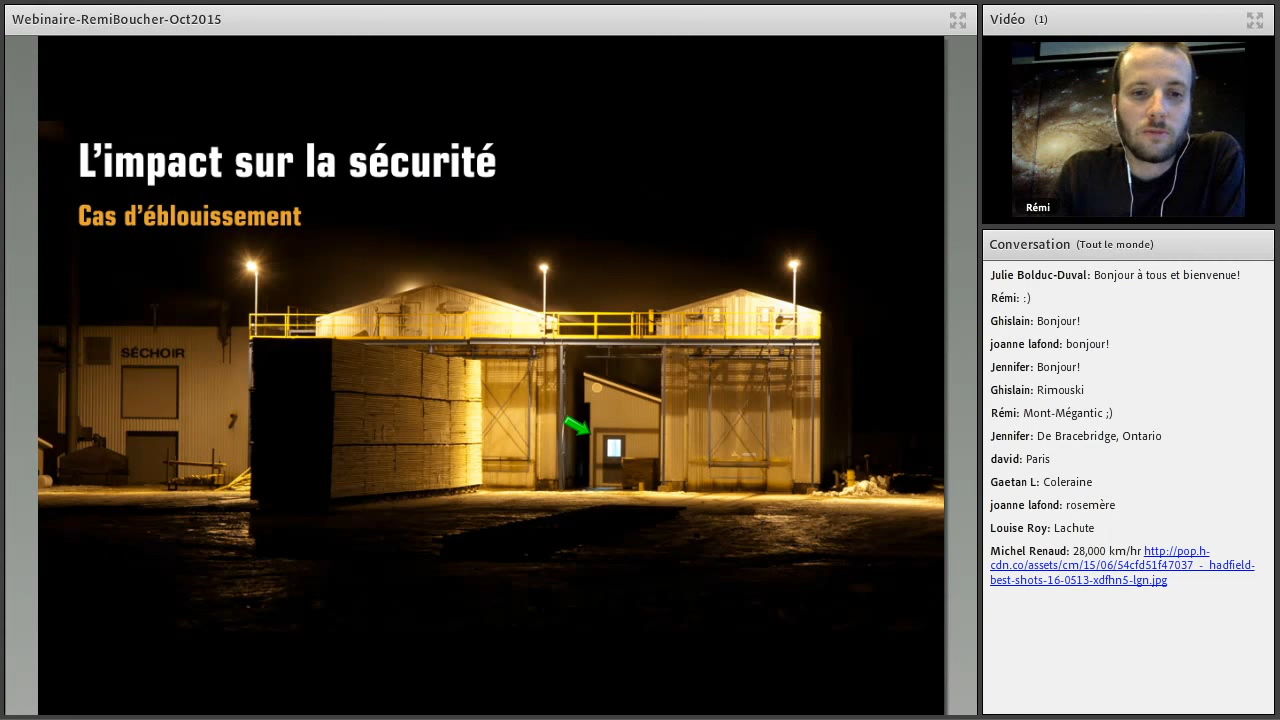 Webinaire-RemiBoucher-Oct2015
L'impact sur la sécurité
Cas d'éblouissement
SÉCHOIR
Vidéo (1)
Rémi
Conversation (Tout le monde)
Julie Bolduc-Duval: Bonjour à tous et bienvenue!
Rémi: :)
Ghislain: Bonjour!
joanne lafond: bonjour!
Jennifer: Bonjour!
Ghislain: Rimouski
Rémi: Mont-Mégantic ;)
Jennifer: De Bracebridge, Ontario
david: Paris
Gaetan L: Coleraine
joanne lafond: rosemère
Louise Roy: Lachute
Michel Renaud: 28,000 km/hr http://pop.h-
cdn.co/assets/cm/15/06/54cfd51f47037_-_hadfield-
best-shots-16-0513-xdfhn5-lgn.jpg